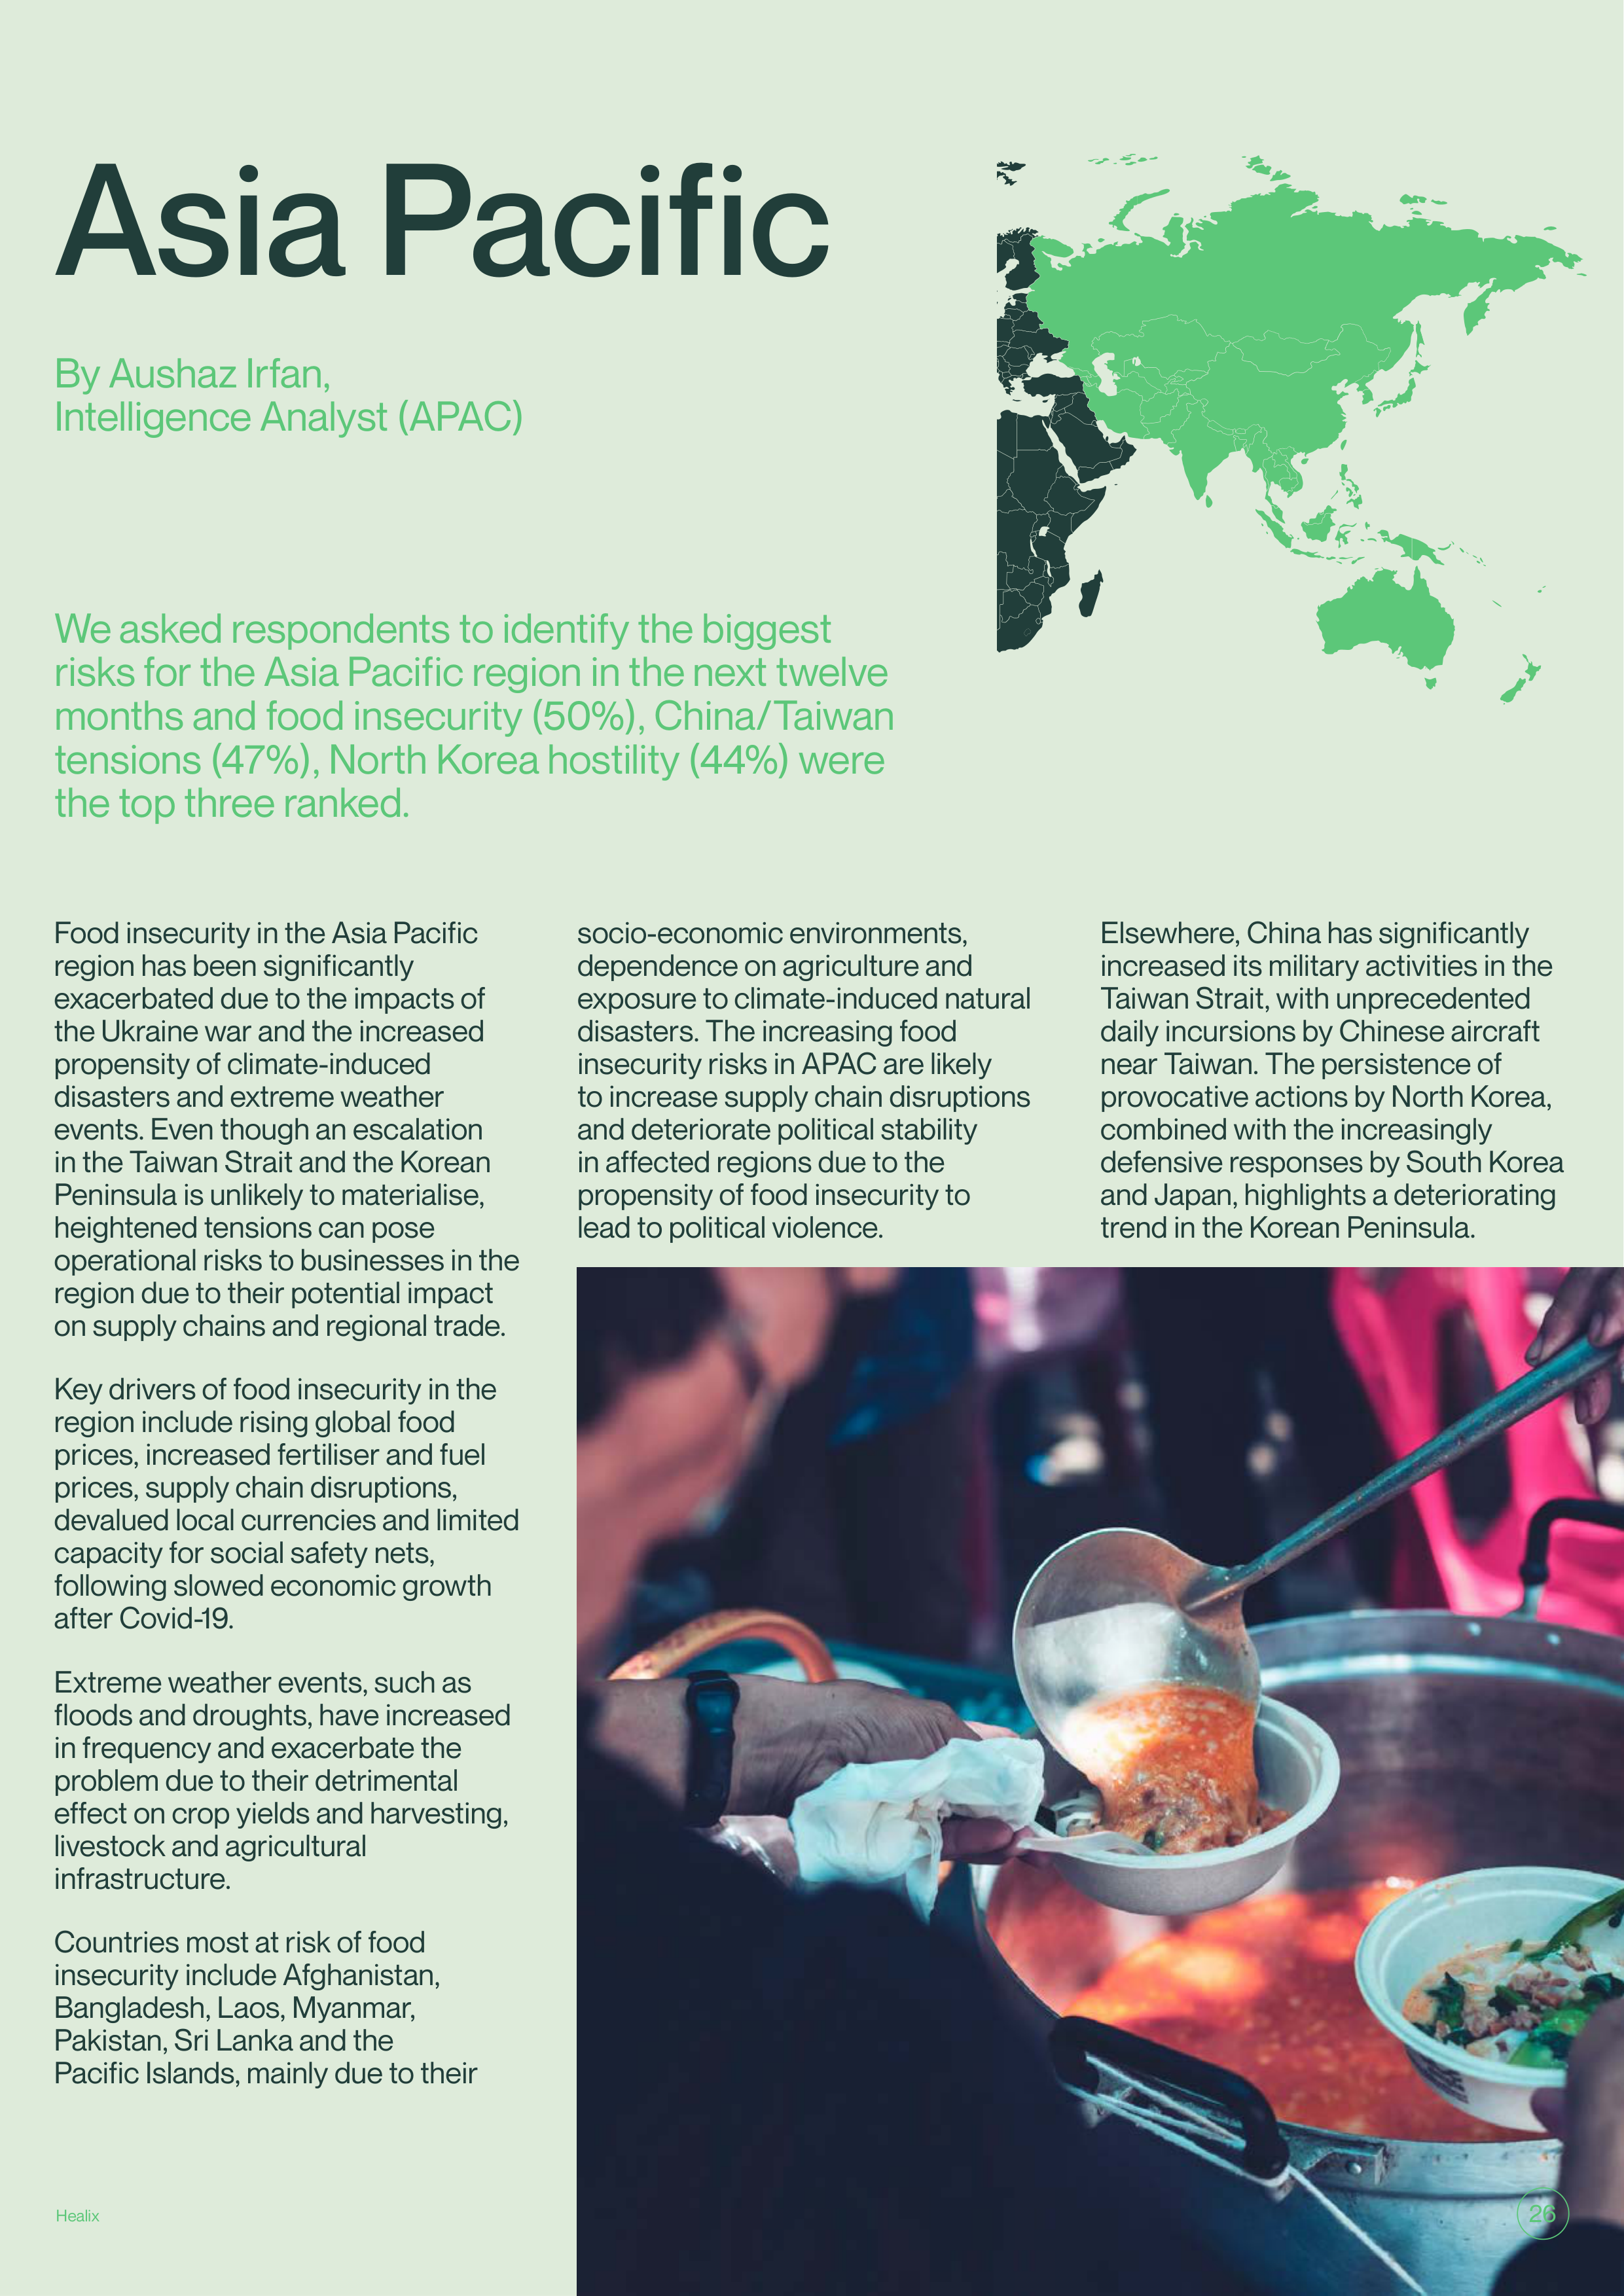 Asia Pacific
By Aushaz Irfan,
Intelligence Analyst (APAC)
We asked respondents to identify the biggest
risks for the Asia Pacific region in the next twelve
months and food insecurity (50%), China/Taiwan
tensions (47%), North Korea hostility (44%) were
the top three ranked.
Food insecurity in the Asia Pacific
region has been significantly
exacerbated due to the impacts of
the Ukraine war and the increased
propensity of climate-induced
disasters and extreme weather
events. Even though an escalation
in the Taiwan Strait and the Korean
Peninsula is unlikely to materialise,
heightened tensions can pose
operational risks to businesses in the
region due to their potential impact
on supply chains and regional trade.
Key drivers of food insecurity in the
region include rising global food
prices, increased fertiliser and fuel
prices, supply chain disruptions,
devalued local currencies and limited
capacity for social safety nets,
following slowed economic growth
after Covid-19.
Extreme weather events, such as
floods and droughts, have increased
in frequency and exacerbate the
problem due to their detrimental
effect on crop yields and harvesting,
livestock and agricultural
infrastructure.
Countries most at risk of food
insecurity include Afghanistan,
Bangladesh, Laos, Myanmar,
Pakistan, Sri Lanka and the
Pacific Islands, mainly due to their
socio-economic environments,
dependence on agriculture and
exposure to climate-induced natural
disasters. The increasing food
insecurity risks in APAC are likely
to increase supply chain disruptions
and deteriorate political stability
in affected regions due to the
propensity of food insecurity to
lead to political violence.
Elsewhere, China has significantly
increased its military activities in the
Taiwan Strait, with unprecedented
daily incursions by Chinese aircraft
near Taiwan. The persistence of
provocative actions by North Korea,
combined with the increasingly
defensive responses by South Korea
and Japan, highlights a deteriorating
trend in the Korean Peninsula.
Healix
26